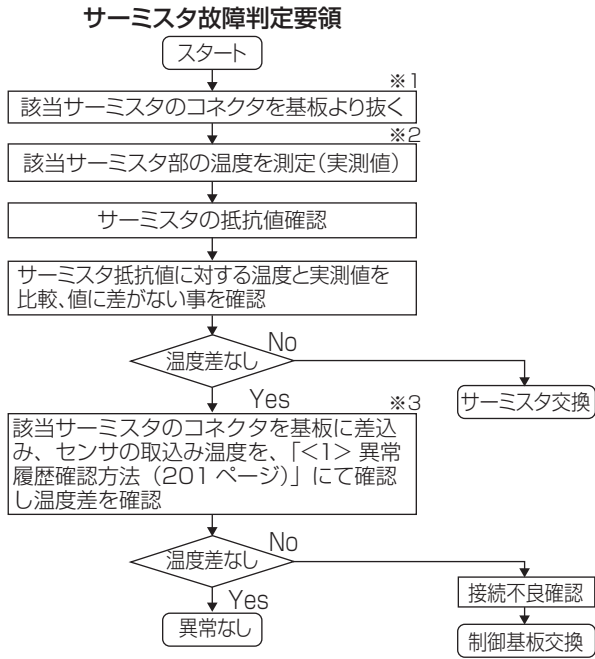 サーミスタ故障判定要領
スタート
※1
該当サーミスタのコネクタを基板より抜く
※2
該当サーミスタ部の温度を測定(実測値)
サーミスタの抵抗値確認
サーミスタ抵抗値に対する温度と実測値を
比較、値に差がない事を確認
温度差なし
No
サーミスタ交換
Yes
※3
該当サーミスタのコネクタを基板に差込
み、センサの取込み温度を、「<1> 異常
履歴確認方法（201 ページ）」にて確認
し温度差を確認
温度差なし
No
接続不良確認
制御基板交換
Yes
異常なし